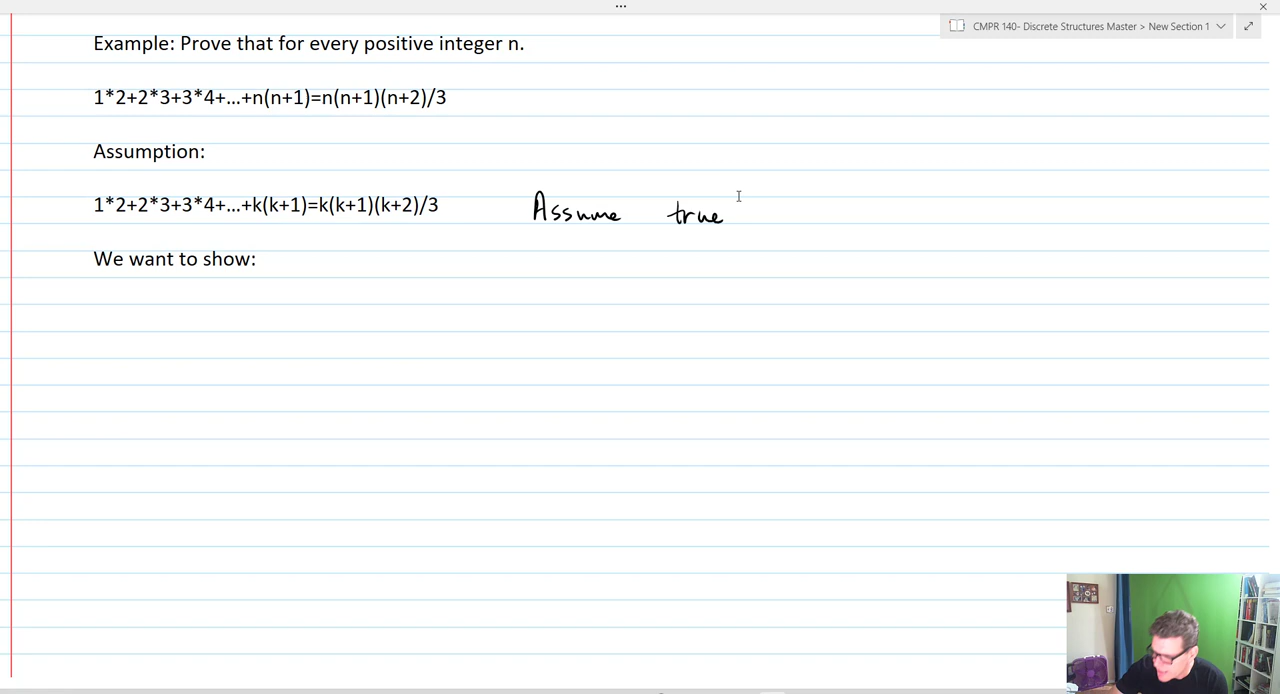 ...
CMPR 140- Discrete Structures Master > New Section 1
Example: Prove that for every positive integer n.
1*2+2*3+3*4+...+n(n+1)=n(n+1)(n+2)/3
Assumption:
1*2+2*3+3*4+...+k(k+1)=k(k+1)(k+2)/3 Assume true
We want to show: